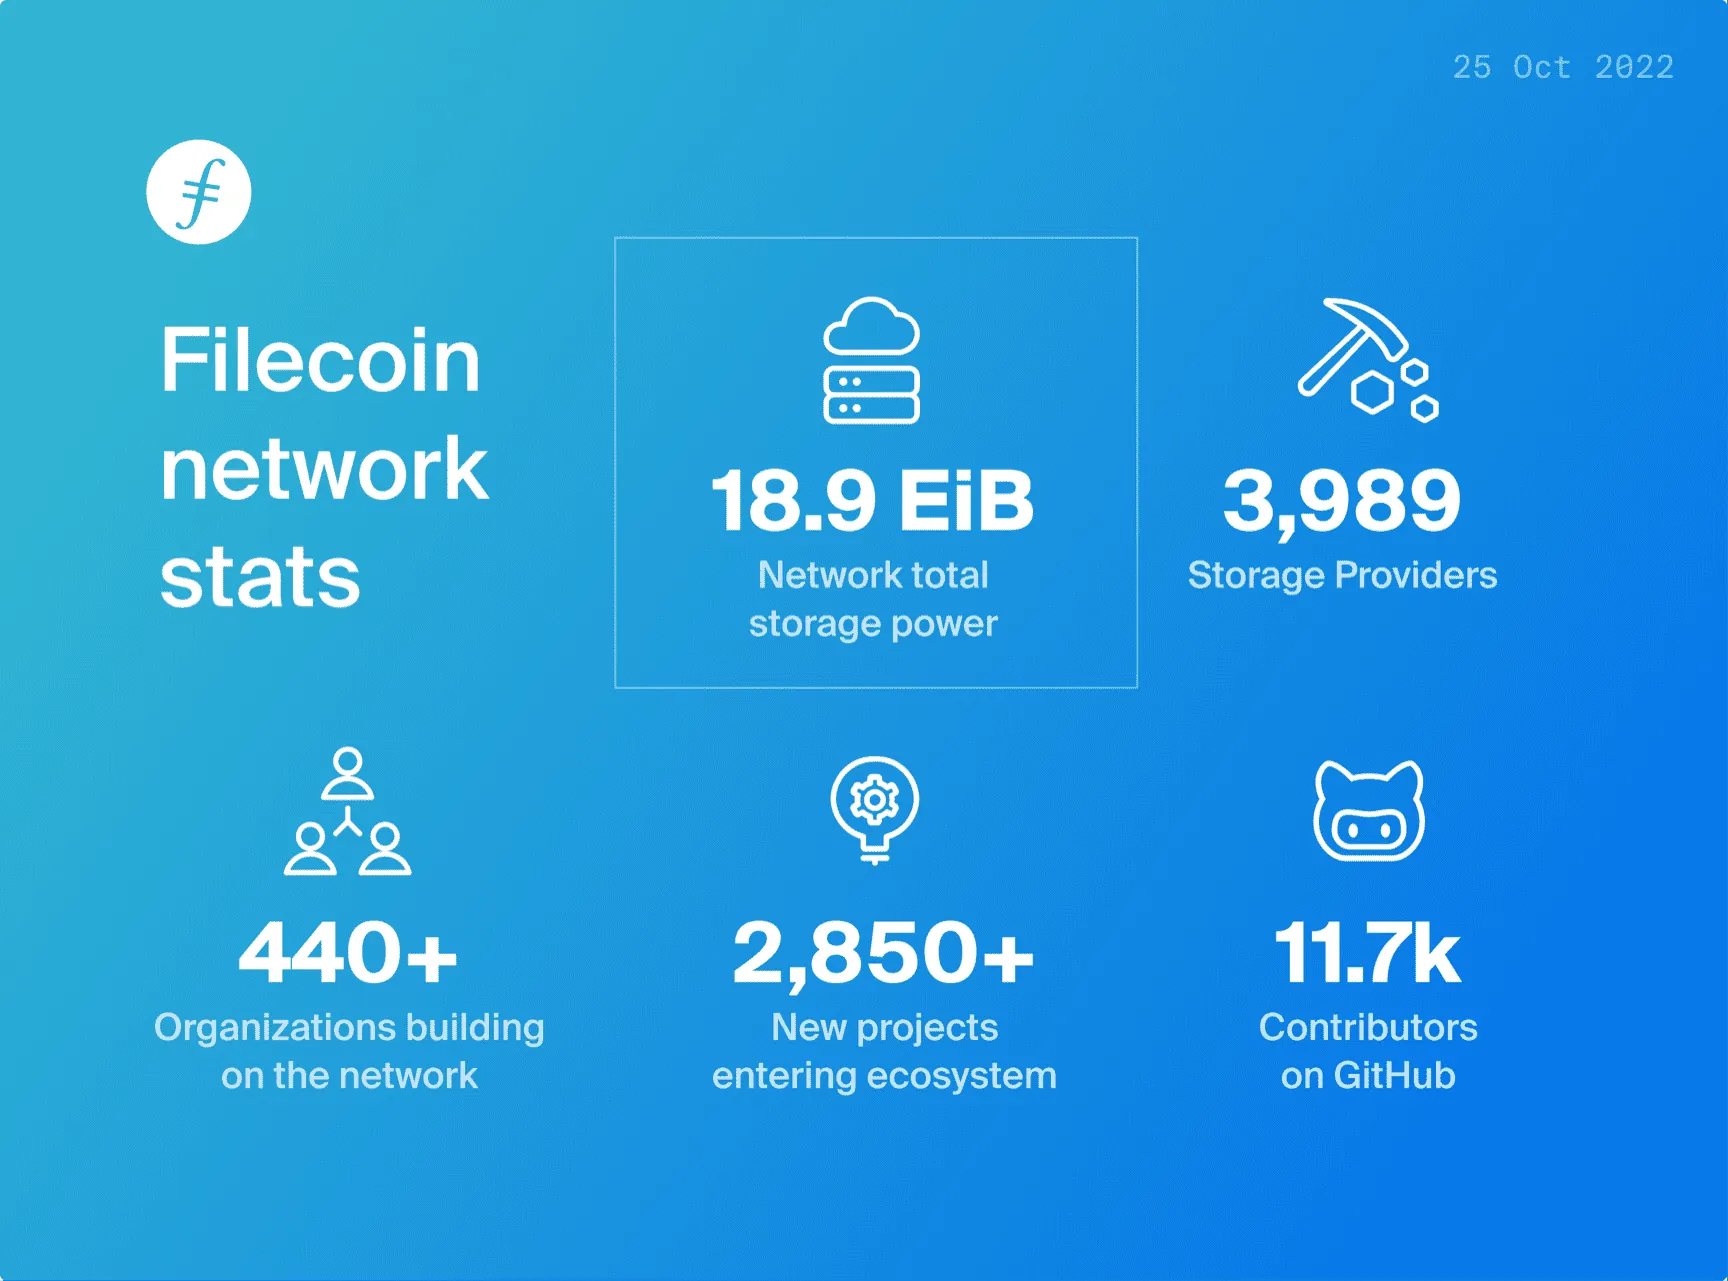 25 Oct 2022
Filecoin
network
stats
18.9 EiB
Network total
storage power
3,989
Storage Providers
440+
Organizations building
on the network
2,850+
New projects
entering ecosystem
11.7k
Contributors
on GitHub